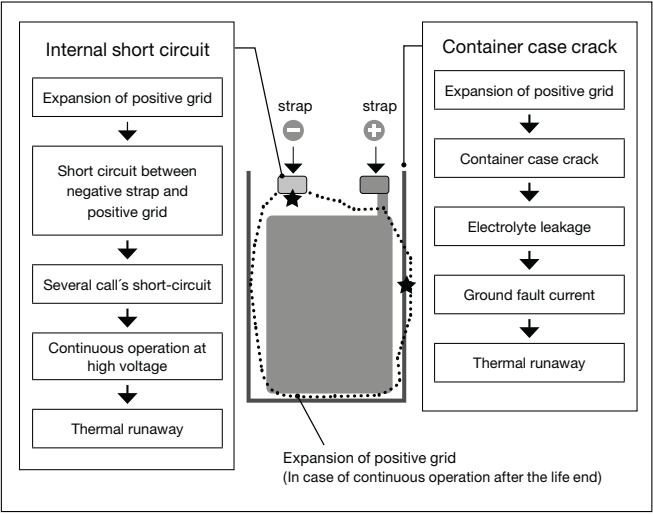 Internal short circuit
Expansion of positive grid
Short circuit between
negative strap and
positive grid
Several call´s short-circuit
Continuous operation at
high voltage
Thermal runaway
strap
strap
Expansion of positive grid
(In case of continuous operation after the life end)
Container case crack
Expansion of positive grid
Container case crack
Electrolyte leakage
Ground fault current
Thermal runaway